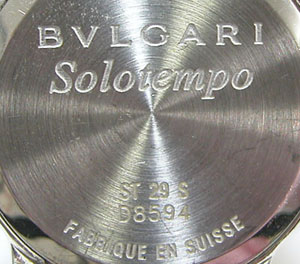 BVLGARI
Solotempo
ST 29 S
D8594
FABRIQUE EN SUISSE